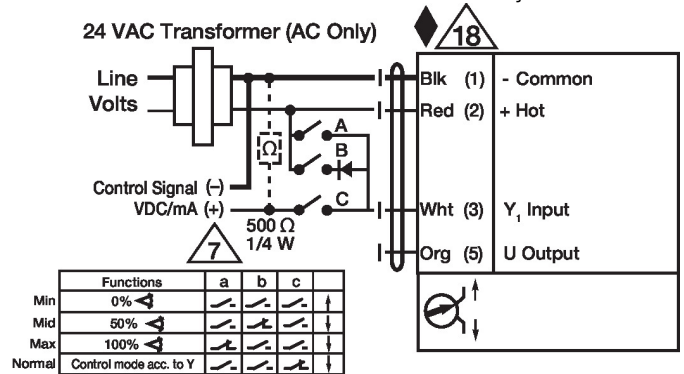 24 VAC Transformer (AC Only)
18
Line
Volts
Blk (1) - Common
Red (2) + Hot
A
Ω
B
Control Signal (–)
VDC/mA (+)
C
Wht (3) Y1 Input
500 Ω
1/4 W
7
Org (5) U Output
Functions a b c
Min 0%
Mid 50%
Max 100%
Normal Control mode acc. to Y